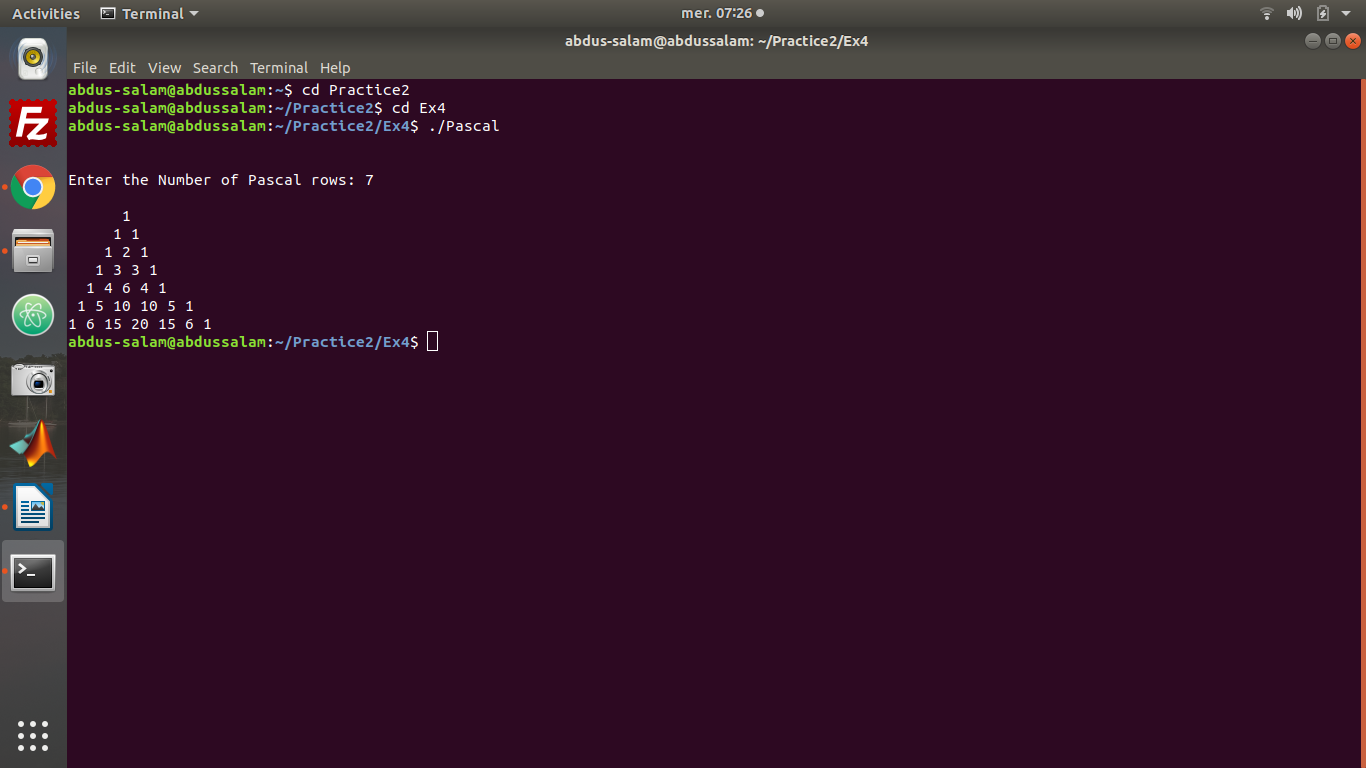 Activities Terminal mer. 07:26
abdus-salam@abdussalam: ~/Practice2/Ex4
File Edit View Search Terminal Help
abdus-salam@abdussalam:~$ cd Practice2
abdus-salam@abdussalam:~/Practice2$ cd Ex4
abdus-salam@abdussalam:~/Practice2/Ex4$ ./Pascal
Enter the Number of Pascal rows: 7
1
1 1
1 2 1
1 3 3 1
1 4 6 4 1
1 5 10 10 5 1
1 6 15 20 15 6 1
abdus-salam@abdussalam:~/Practice2/Ex4$
Fz
>_